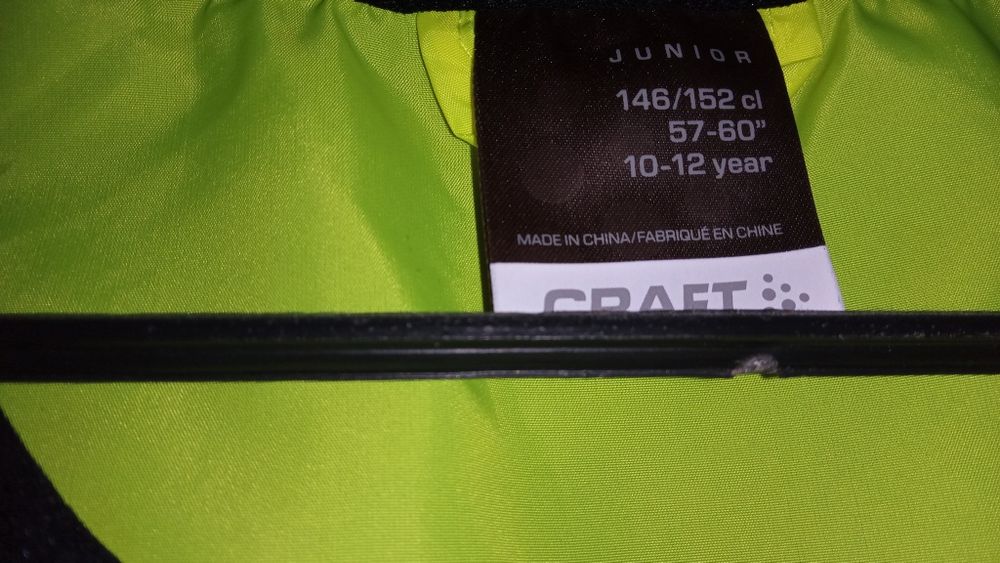 JUNIOR
146/152 cl
57-60”
10-12 year
MADE IN CHINA/FABRIQUÉ EN CHINE
CRAFT